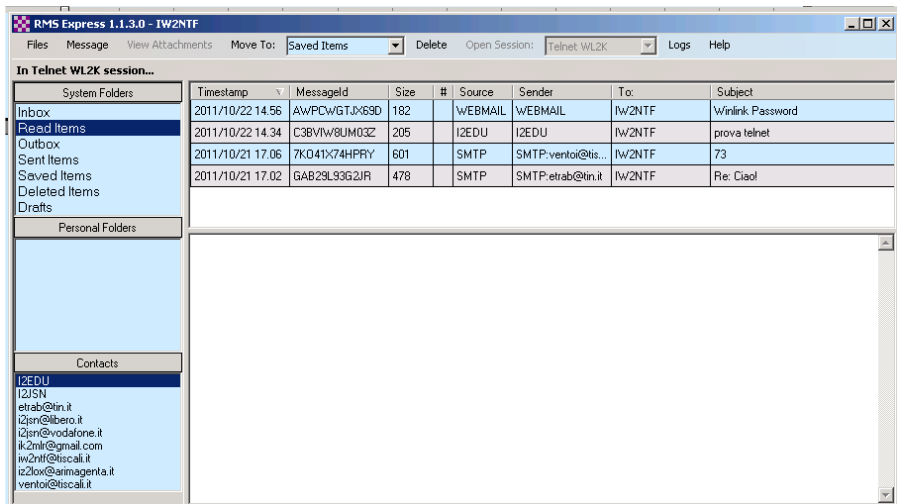 RMS Express 1.1.3.0 - IW2NTF
Files Message View Attachments Move To: Saved Items Delete Open Session: Telnet WL2K Logs Help
In Telnet WL2K session...
System Folders
Inbox
Read Items
Outbox
Sent Items
Saved Items
Deleted Items
Drafts
Personal Folders
Contacts
I2EDU
I2JSN
etrab@tin.it
i2jsn@libero.it
i2jsn@vodafone.it
ik2mlr@gmail.com
iw2ntf@tiscali.it
iz2lox@arimagenta.it
ventoi@tiscali.it
Timestamp MessageId Size # Source Sender To: Subject
2011/10/22 14.56 AWPCWGTJX69D 182 WEBMAIL WEBMAIL IW2NTF Winlink Password
2011/10/22 14.34 C3BVIW8UM03Z 205 I2EDU I2EDU IW2NTF prova telnet
2011/10/21 17.06 7KO41X74HPRY 601 SMTP SMTP:ventoi@tis... IW2NTF 73
2011/10/21 17.02 GAB29L93G2JR 478 SMTP SMTP:etrab@tin.it IW2NTF Re: Ciao!